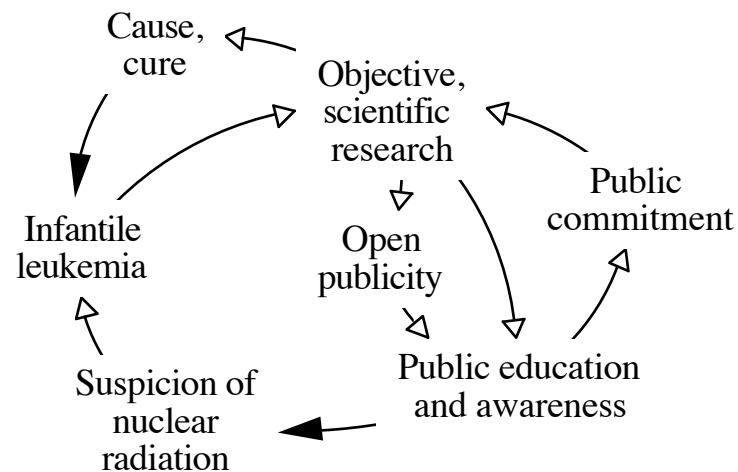 Cause,
cure
Objective,
scientific
research
Public
commitment
Infantile
leukemia
Open
publicity
Public education
and awareness
Suspicion of
nuclear
radiation